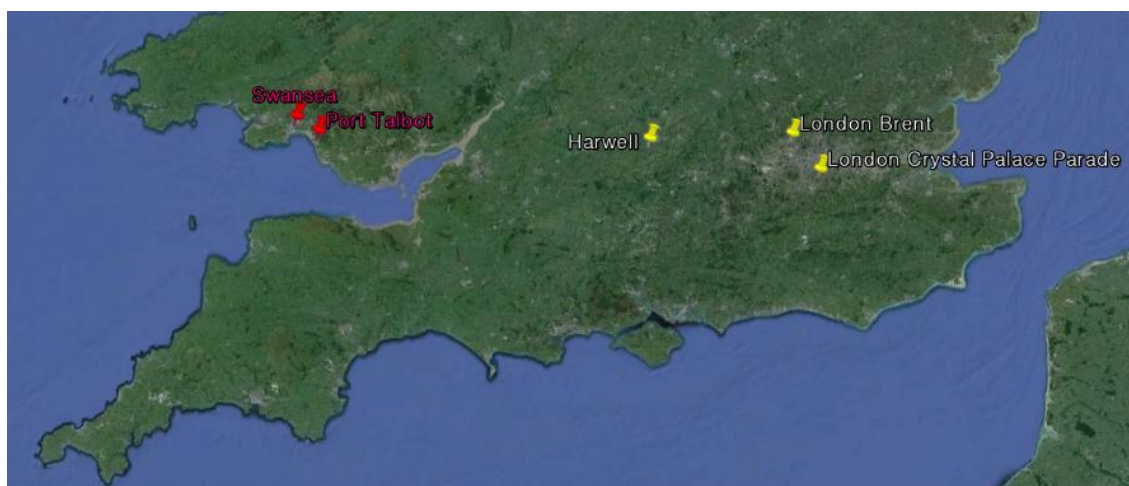 Swansea
Port Talbot
Harwell
London Brent
London Crystal Palace Parade